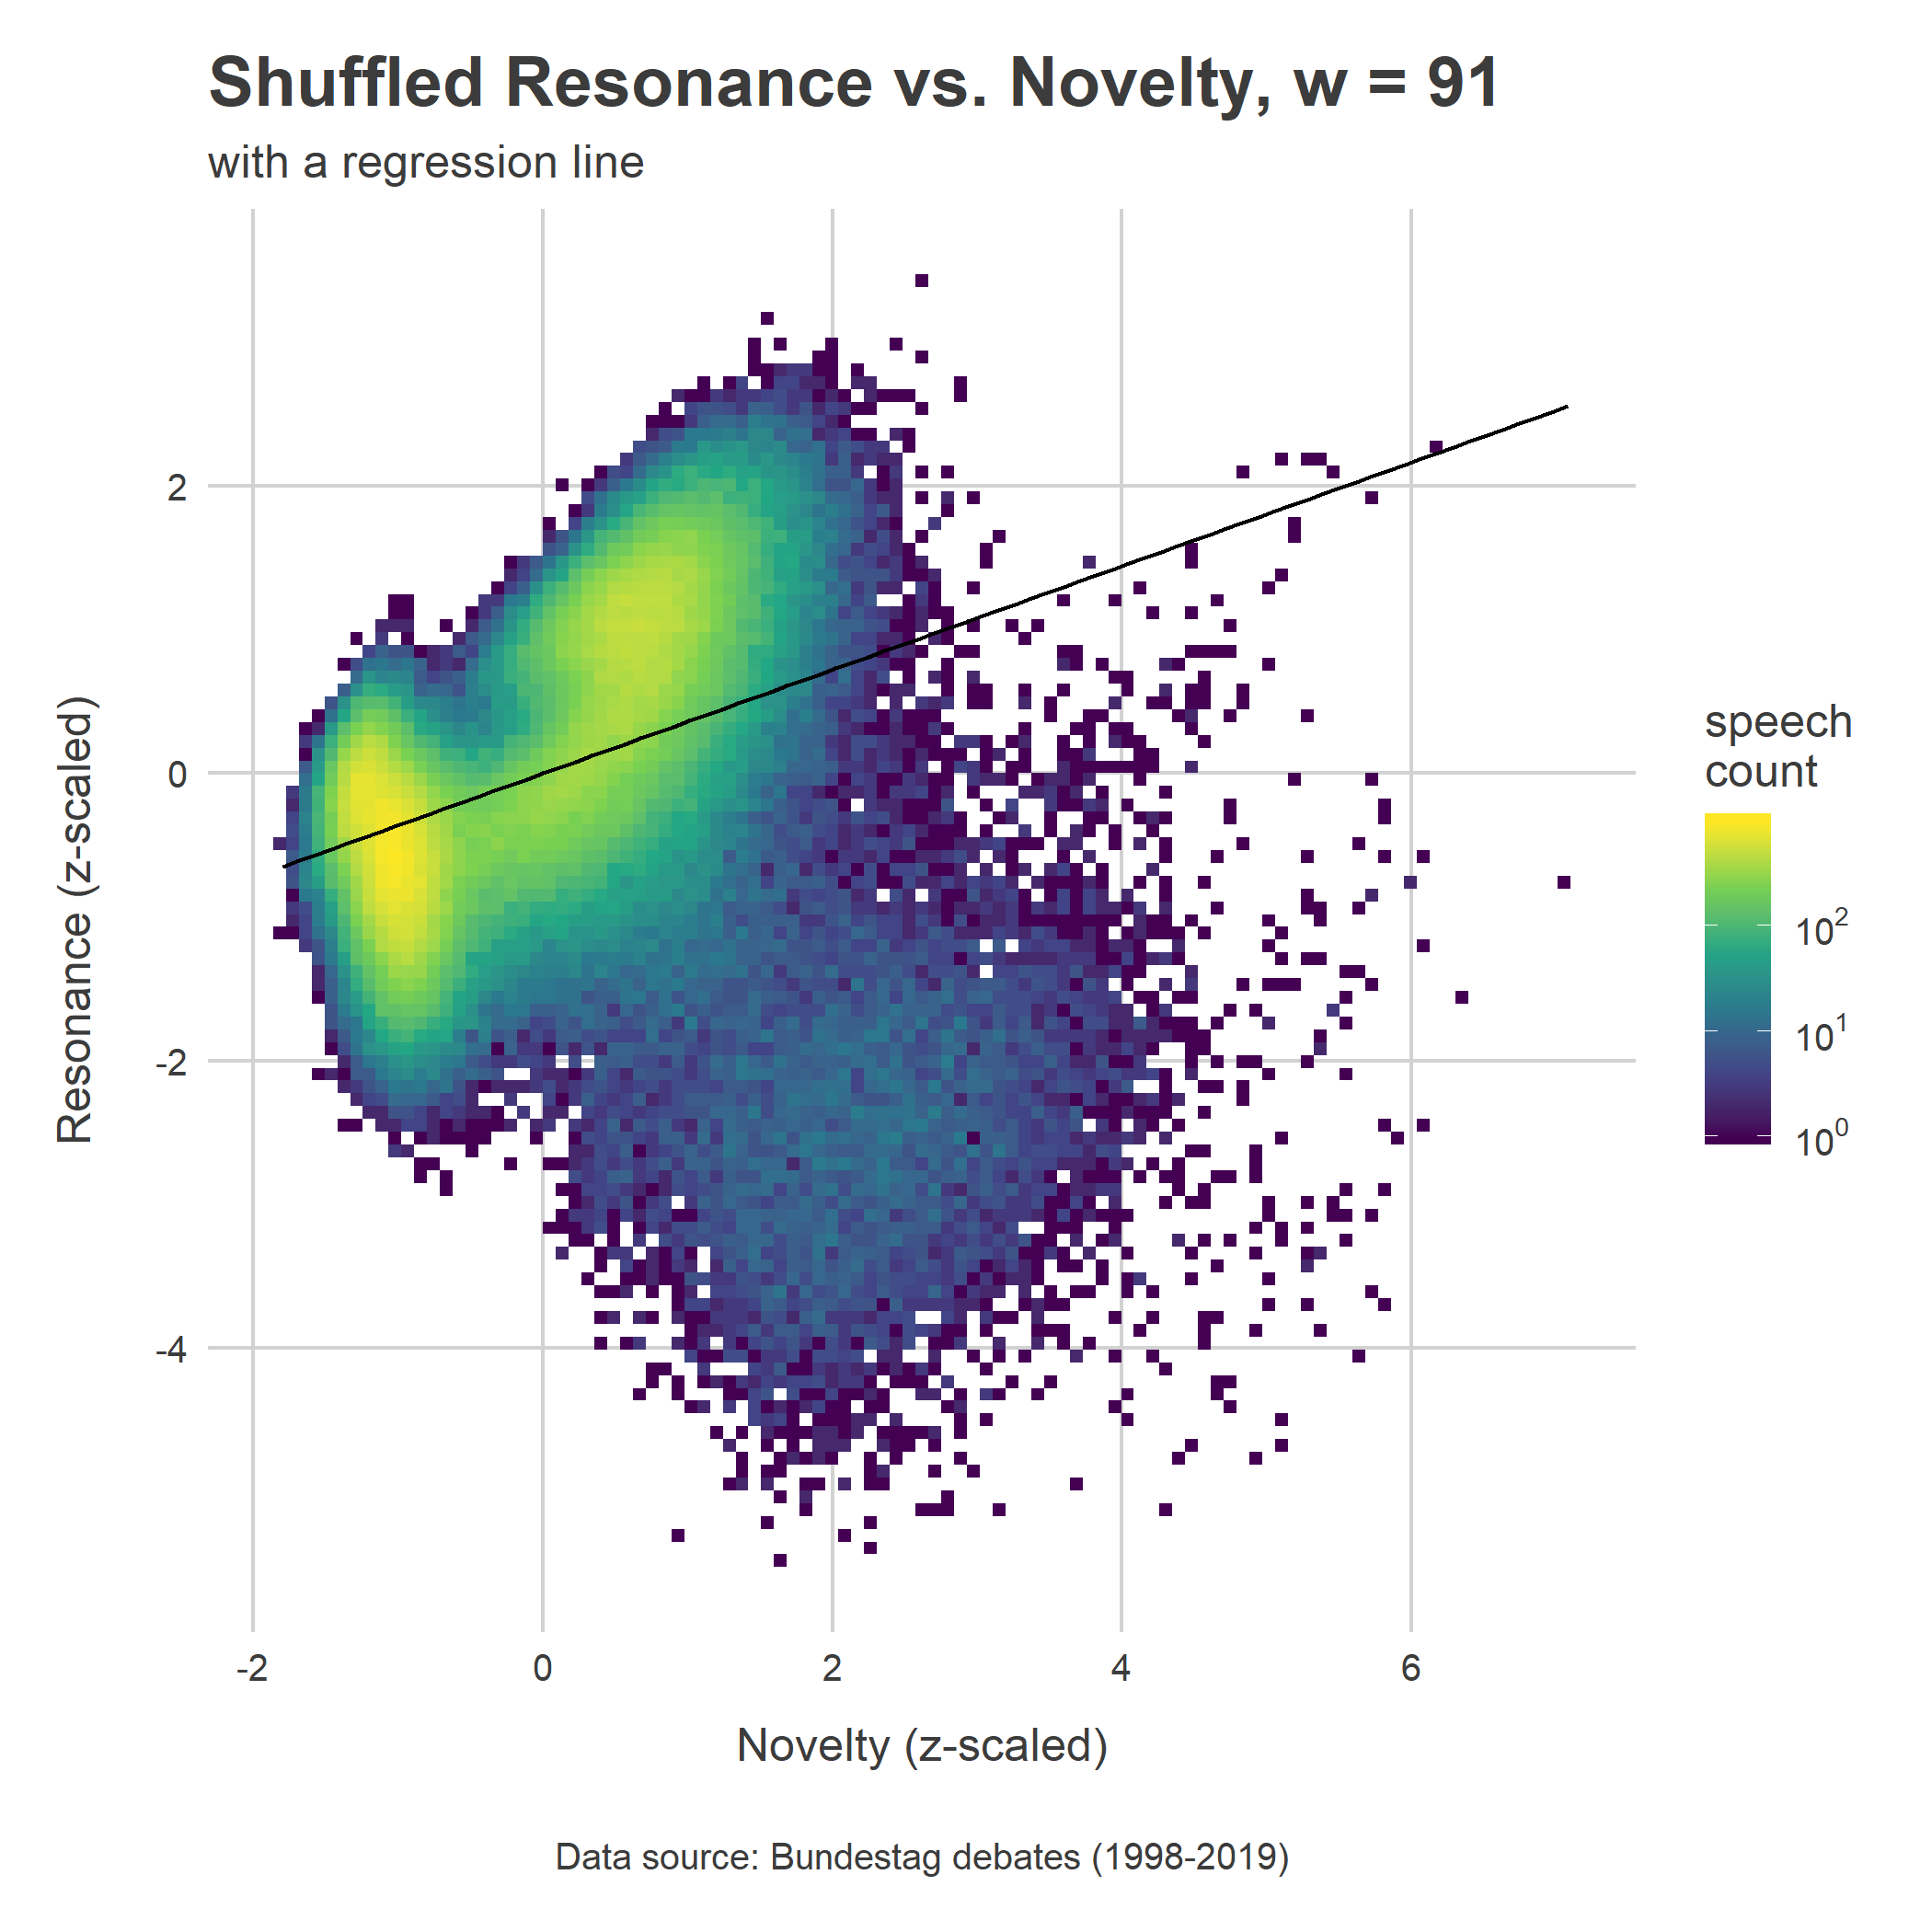 Shuffled Resonance vs. Novelty, w = 91
with a regression line
Resonance (z-scaled)
2
0
-2
-4
-2
0
2
4
6
Novelty (z-scaled)
speech
count
10²
10¹
10⁰
Data source: Bundestag debates (1998-2019)